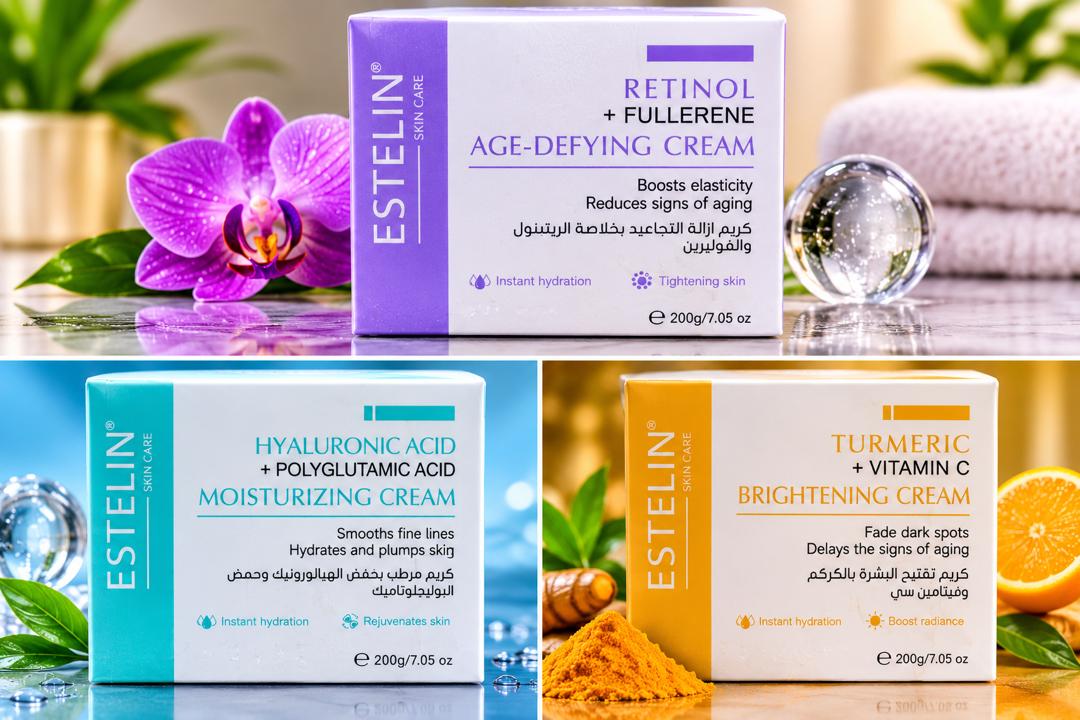 ESTELIN®
SKIN CARE
RETINOL
+ FULLERENE
AGE-DEFYING CREAM
Boosts elasticity
Reduces signs of aging
كريم ازالة التجاعيد بخلاصة الريتنول
والفوليرين
Instant hydration
Tightening skin
℮ 200g/7.05 oz
ESTELIN®
SKIN CARE
HYALURONIC ACID
+ POLYGLUTAMIC ACID
MOISTURIZING CREAM
Smooths fine lines
Hydrates and plumps skin
كريم مرطب بخفض الهيالورونيك وحمض
البوليجلوتاميك
Instant hydration
Rejuvenates skin
℮ 200g/7.05 oz
ESTELIN®
SKIN CARE
TURMERIC
+ VITAMIN C
BRIGHTENING CREAM
Fade dark spots
Delays the signs of aging
كريم تقتيح البشرة بالكركم
وفيتامين سي
Instant hydration
Boost radiance
℮ 200g/7.05 oz